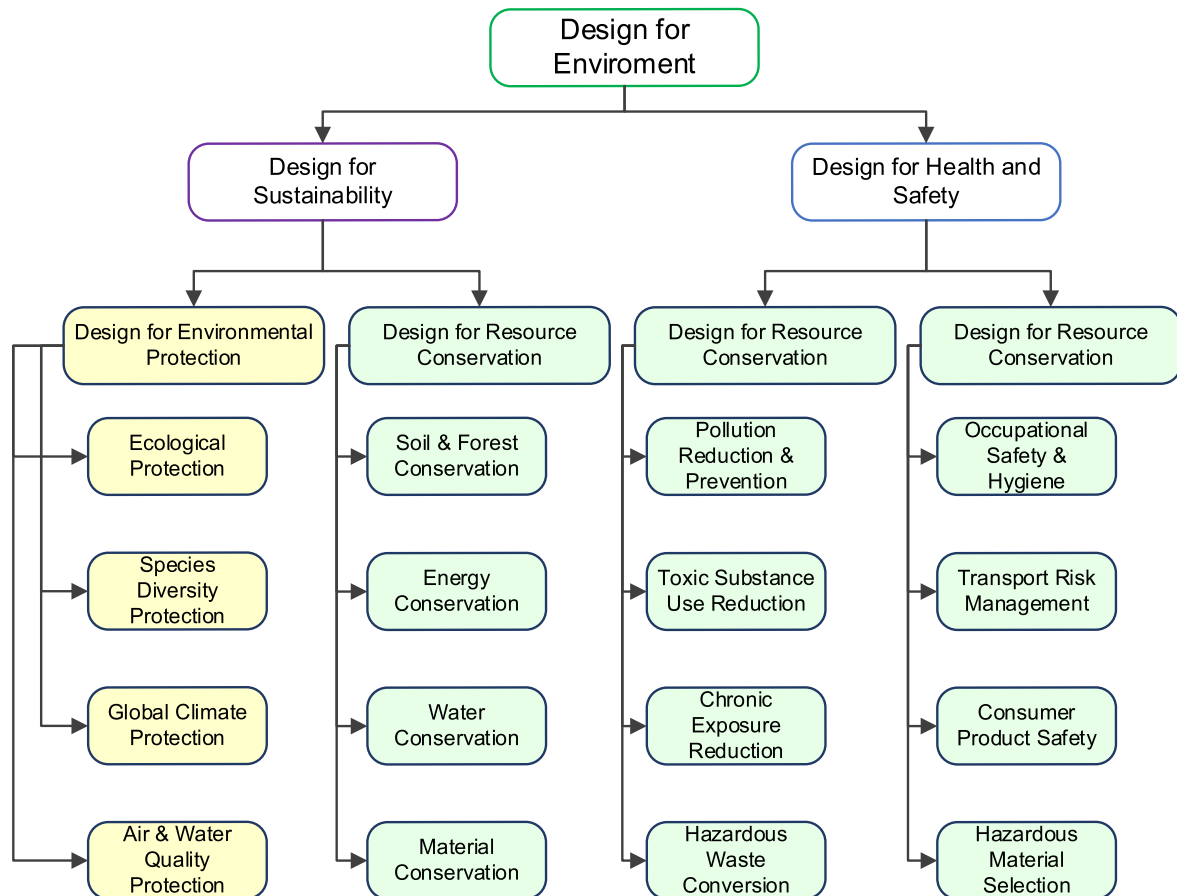 Design for
Enviroment
Design for
Sustainability
Design for Health and
Safety
Design for Environmental
Protection
Design for Resource
Conservation
Design for Resource
Conservation
Design for Resource
Conservation
Ecological
Protection
Soil & Forest
Conservation
Pollution
Reduction &
Prevention
Occupational
Safety &
Hygiene
Species
Diversity
Protection
Energy
Conservation
Toxic Substance
Use Reduction
Transport Risk
Management
Global Climate
Protection
Water
Conservation
Chronic
Exposure
Reduction
Consumer
Product Safety
Air & Water
Quality
Protection
Material
Conservation
Hazardous
Waste
Conversion
Hazardous
Material
Selection